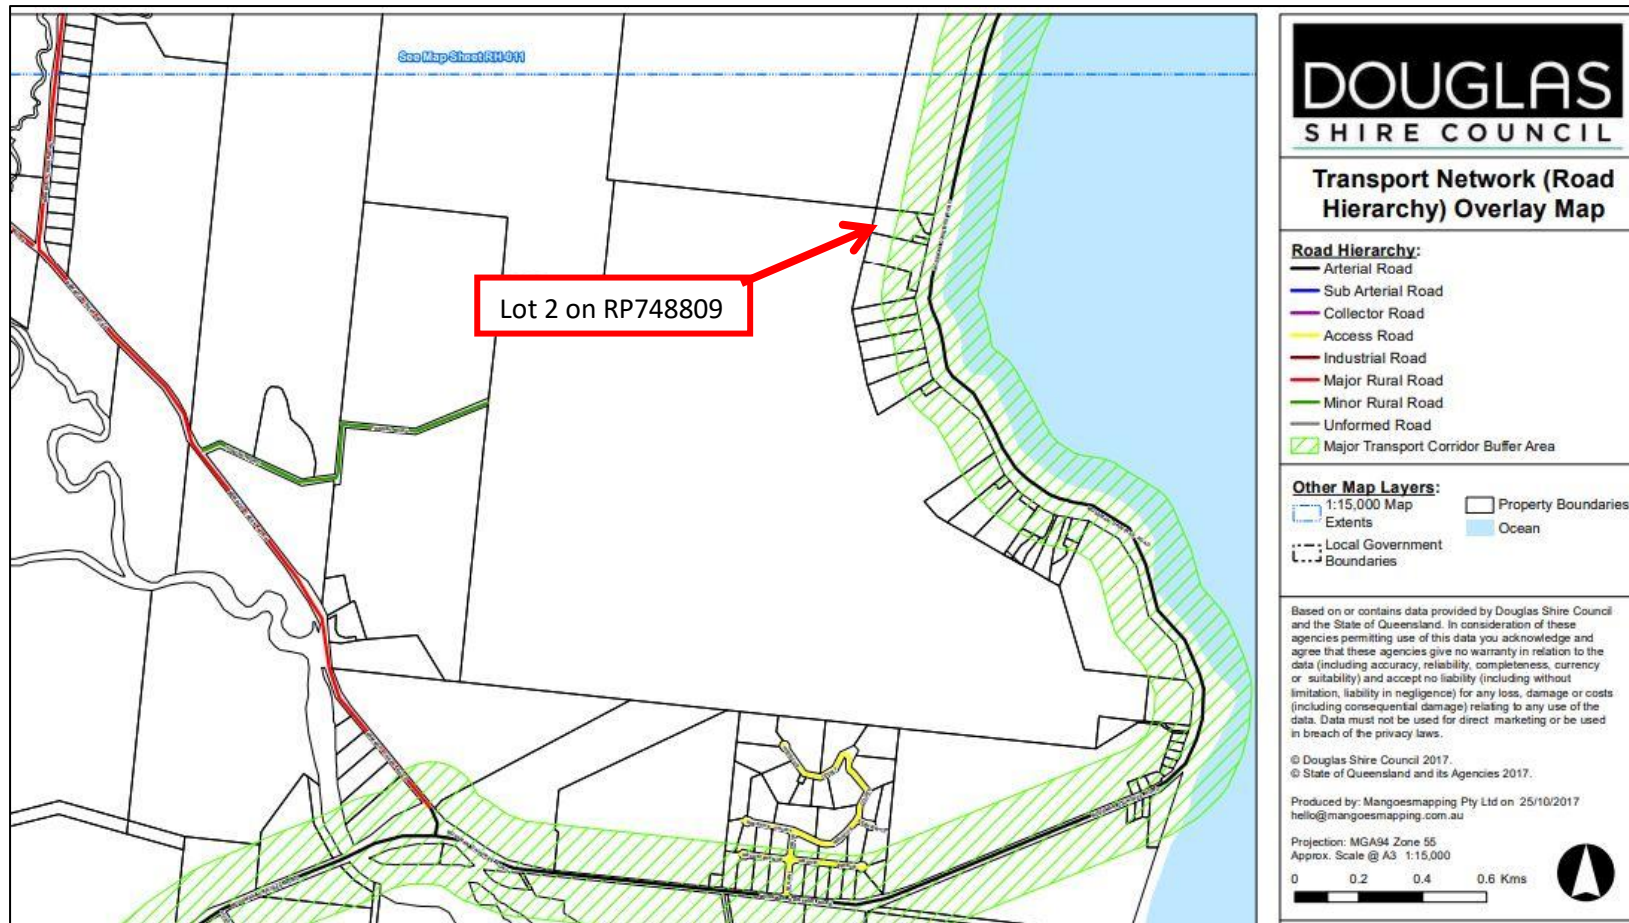 See Map Sheet RH-011
Lot 2 on RP748809
DOUGLAS
SHIRE COUNCIL
Transport Network (Road
Hierarchy) Overlay Map
Road Hierarchy:
Arterial Road
Sub Arterial Road
Collector Road
Access Road
Industrial Road
Major Rural Road
Minor Rural Road
Unformed Road
Major Transport Corridor Buffer Area
Other Map Layers:
1:15,000 Map
Extents
Local Government
Boundaries
Property Boundaries
Ocean
Based on or contains data provided by Douglas Shire Council
and the State of Queensland. In consideration of these
agencies permitting use of this data you acknowledge and
agree that these agencies give no warranty in relation to the
data (including accuracy, reliability, completeness, currency
or suitability) and accept no liability (including without
limitation, liability in negligence) for any loss, damage or costs
(including consequential damage) relating to any use of the
data. Data must not be used for direct marketing or be used
in breach of the privacy laws.
© Douglas Shire Council 2017.
© State of Queensland and its Agencies 2017.
Produced by: Mangoesmapping Pty Ltd on 25/10/2017
hello@mangoesmapping.com.au
Projection: MGA94 Zone 55
Approx. Scale @ A3 1:15,000
0 0.2 0.4 0.6 Kms